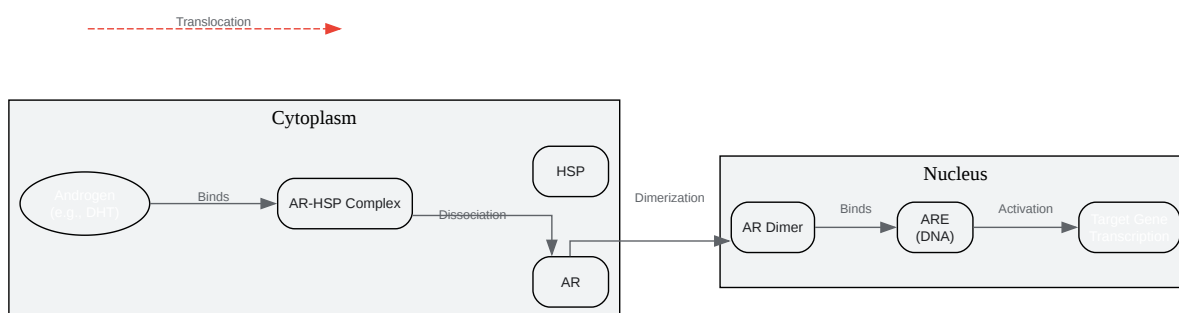 Translocation
Cytoplasm
Androgen
(e.g., DHT)
Binds
AR-HSP Complex
Dissociation
HSP
AR
Dimerization
Nucleus
AR Dimer
Binds
ARE
(DNA)
Activation
Target Gene
Transcription